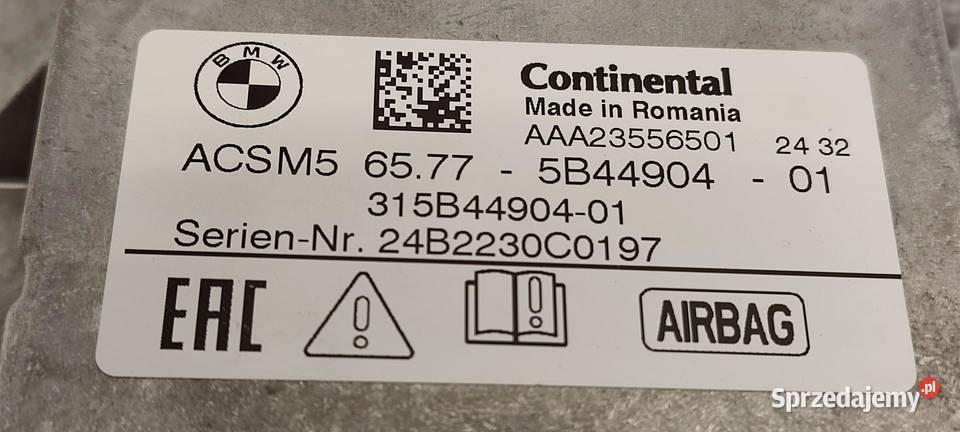 BMW
Continental
Made in Romania
AAA23556501 24 32
ACSM5 65.77 - 5B44904 - 01
315B44904-01
Serien-Nr. 24B2230C0197
EAC
AIRBAG
Sprzedajemy.pl